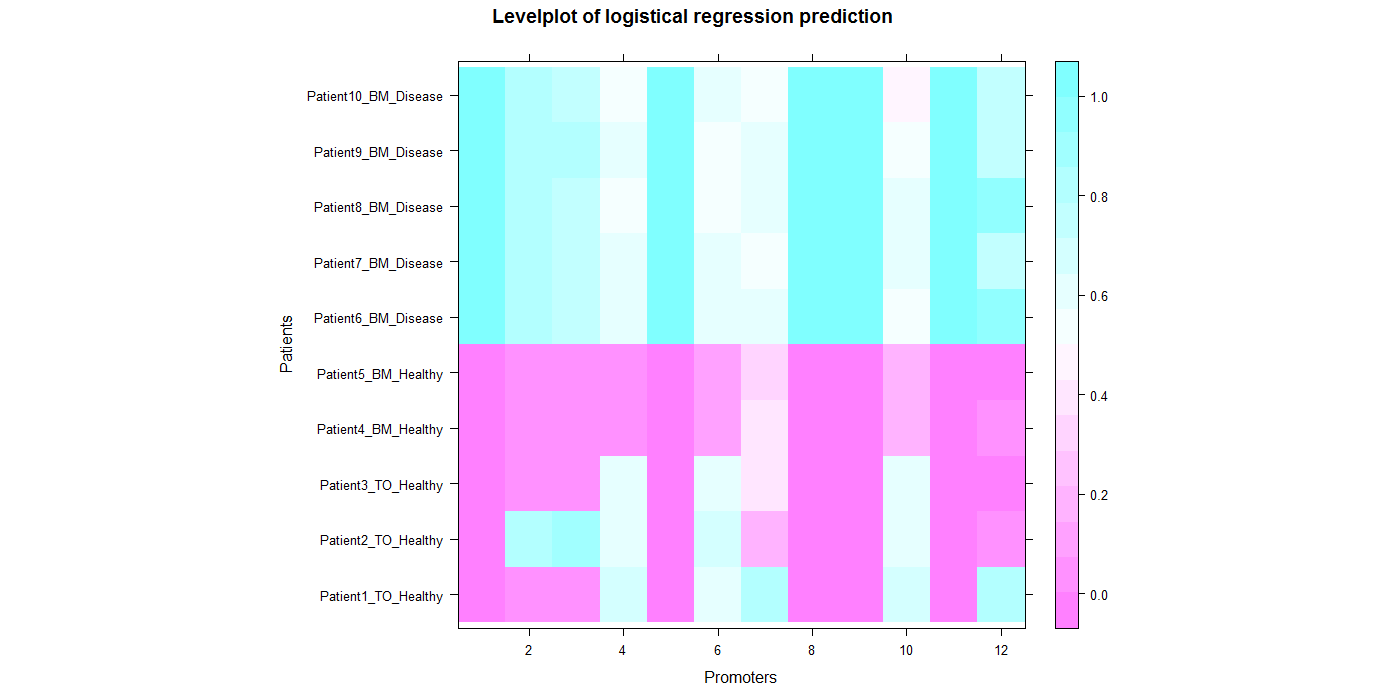 Levelplot of logistical regression prediction
Patient10_BM_Disease
Patient9_BM_Disease
Patient8_BM_Disease
Patient7_BM_Disease
Patient6_BM_Disease
Patient5_BM_Healthy
Patient4_BM_Healthy
Patient3_TO_Healthy
Patient2_TO_Healthy
Patient1_TO_Healthy
Patients
2 4 6 8 10 12
Promoters
1.0
0.8
0.6
0.4
0.2
0.0